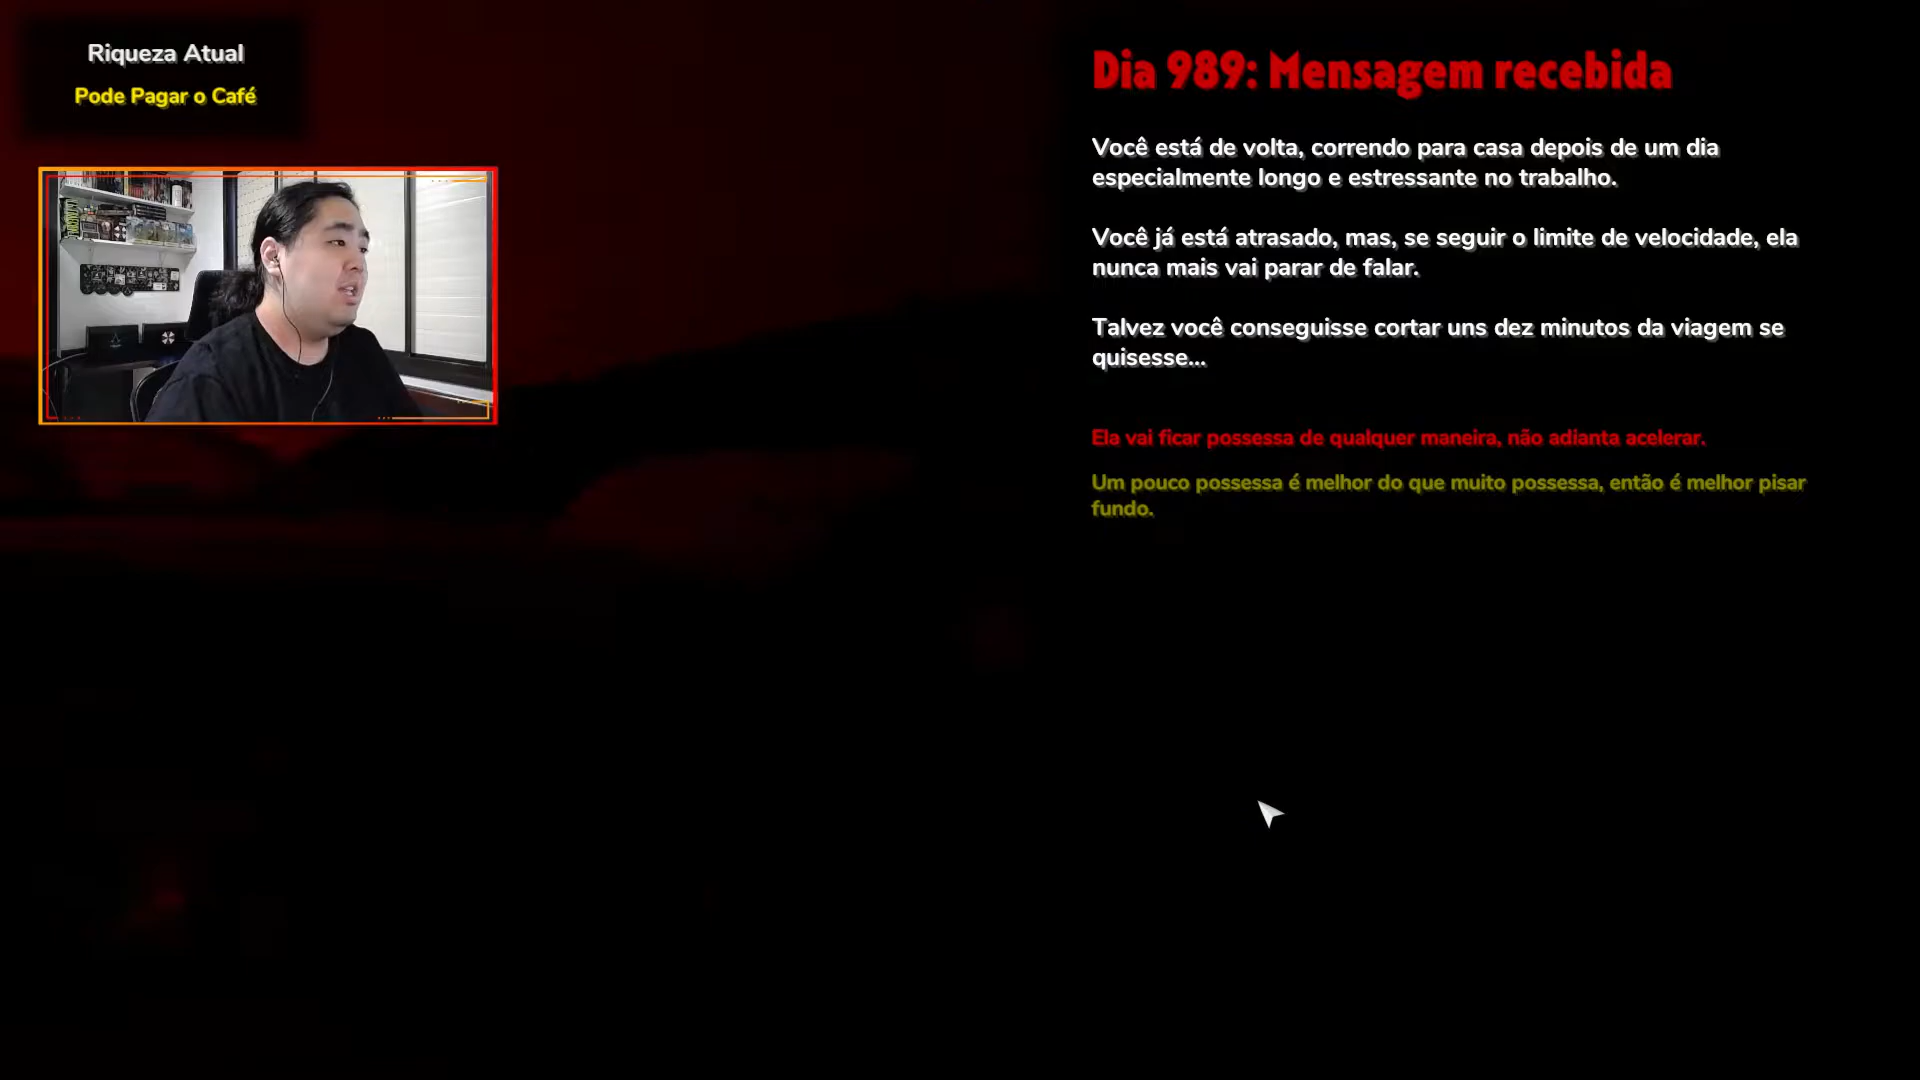 Riqueza Atual
Pode Pagar o Café
Dia 989: Mensagem recebida
Você está de volta, correndo para casa depois de um dia
especialmente longo e estressante no trabalho.
Você já está atrasado, mas, se seguir o limite de velocidade, ela
nunca mais vai parar de falar.
Talvez você conseguisse cortar uns dez minutos da viagem se
quisesse...
Ela vai ficar possessa de qualquer maneira, não adianta acelerar.
Um pouco possessa é melhor do que muito possessa, então é melhor pisar
fundo.